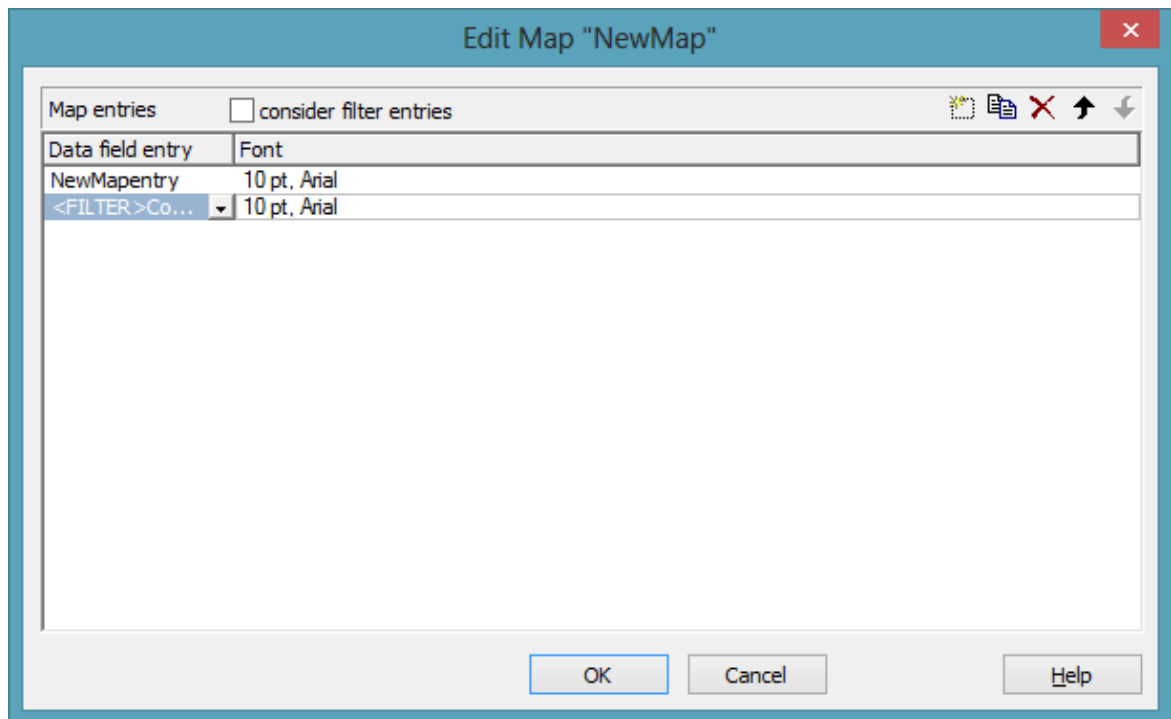 Edit Map "NewMap"
Map entries consider filter entries
Data field entry Font
NewMapentry 10 pt, Arial
<FILTER>Co... 10 pt, Arial
OK Cancel Help